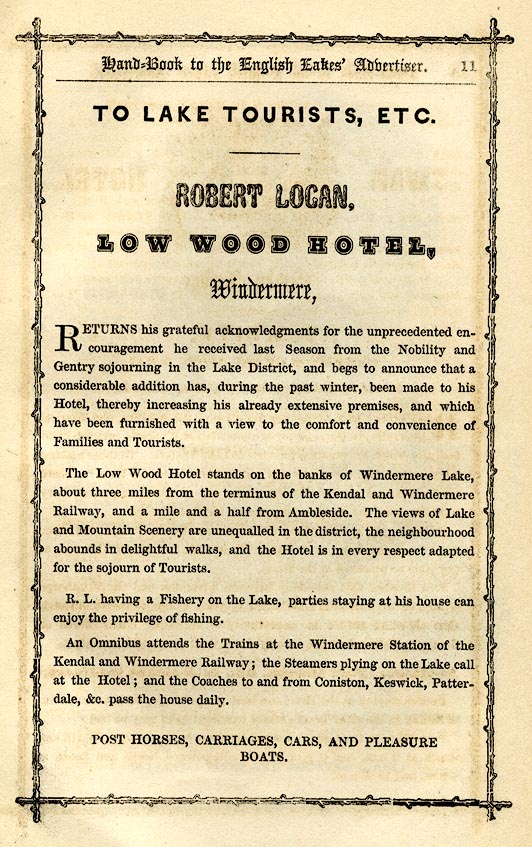 Hand=Book to the English Lakes' Advertiser. 11
TO LAKE TOURISTS, ETC.
ROBERT LOGAN,
LOW WOOD HOTEL,
Windermere,
RETURNS his grateful acknowledgments for the unprecedented en-
couragement he received last Season from the Nobility and
Gentry sojourning in the Lake District, and begs to announce that a
considerable addition has, during the past winter, been made to his
Hotel, thereby increasing his already extensive premises, and which
have been furnished with a view to the comfort and convenience of
Families and Tourists.
The Low Wood Hotel stands on the banks of Windermere Lake,
about three miles from the terminus of the Kendal and Windermere
Railway, and a mile and a half from Ambleside. The views of Lake
and Mountain Scenery are unequalled in the district, the neighbourhood
abounds in delightful walks, and the Hotel is in every respect adapted
for the sojourn of Tourists.
R. L. having a Fishery on the Lake, parties staying at his house can
enjoy the privilege of fishing.
An Omnibus attends the Trains at the Windermere Station of the
Kendal and Windermere Railway; the Steamers plying on the Lake call
at the Hotel; and the Coaches to and from Coniston, Keswick, Patter-
dale, &c. pass the house daily.
POST HORSES, CARRIAGES, CARS, AND PLEASURE
BOATS.